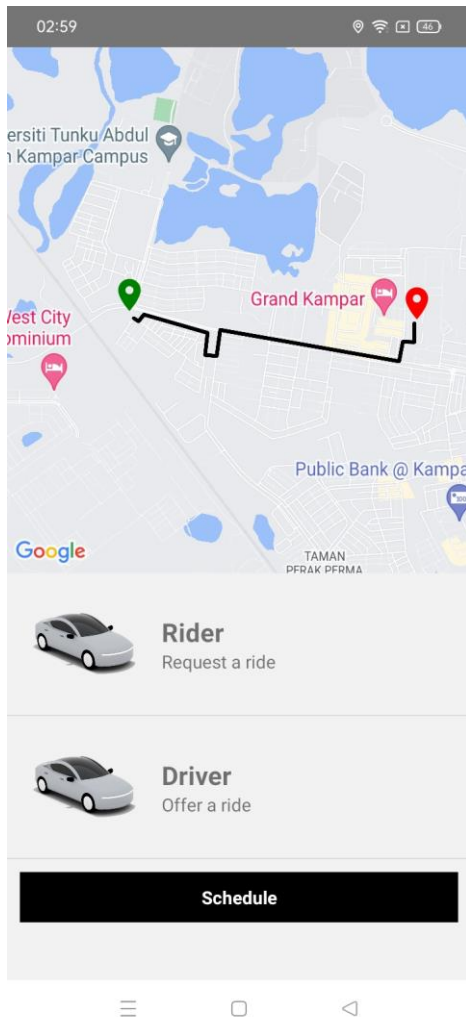 02:59
46
ersiti Tunku Abdul
n Kampar Campus
Grand Kampar
West City
ominium
Public Bank @ Kampa
Google
TAMAN
PERAK PERMA
Rider
Request a ride
Driver
Offer a ride
Schedule